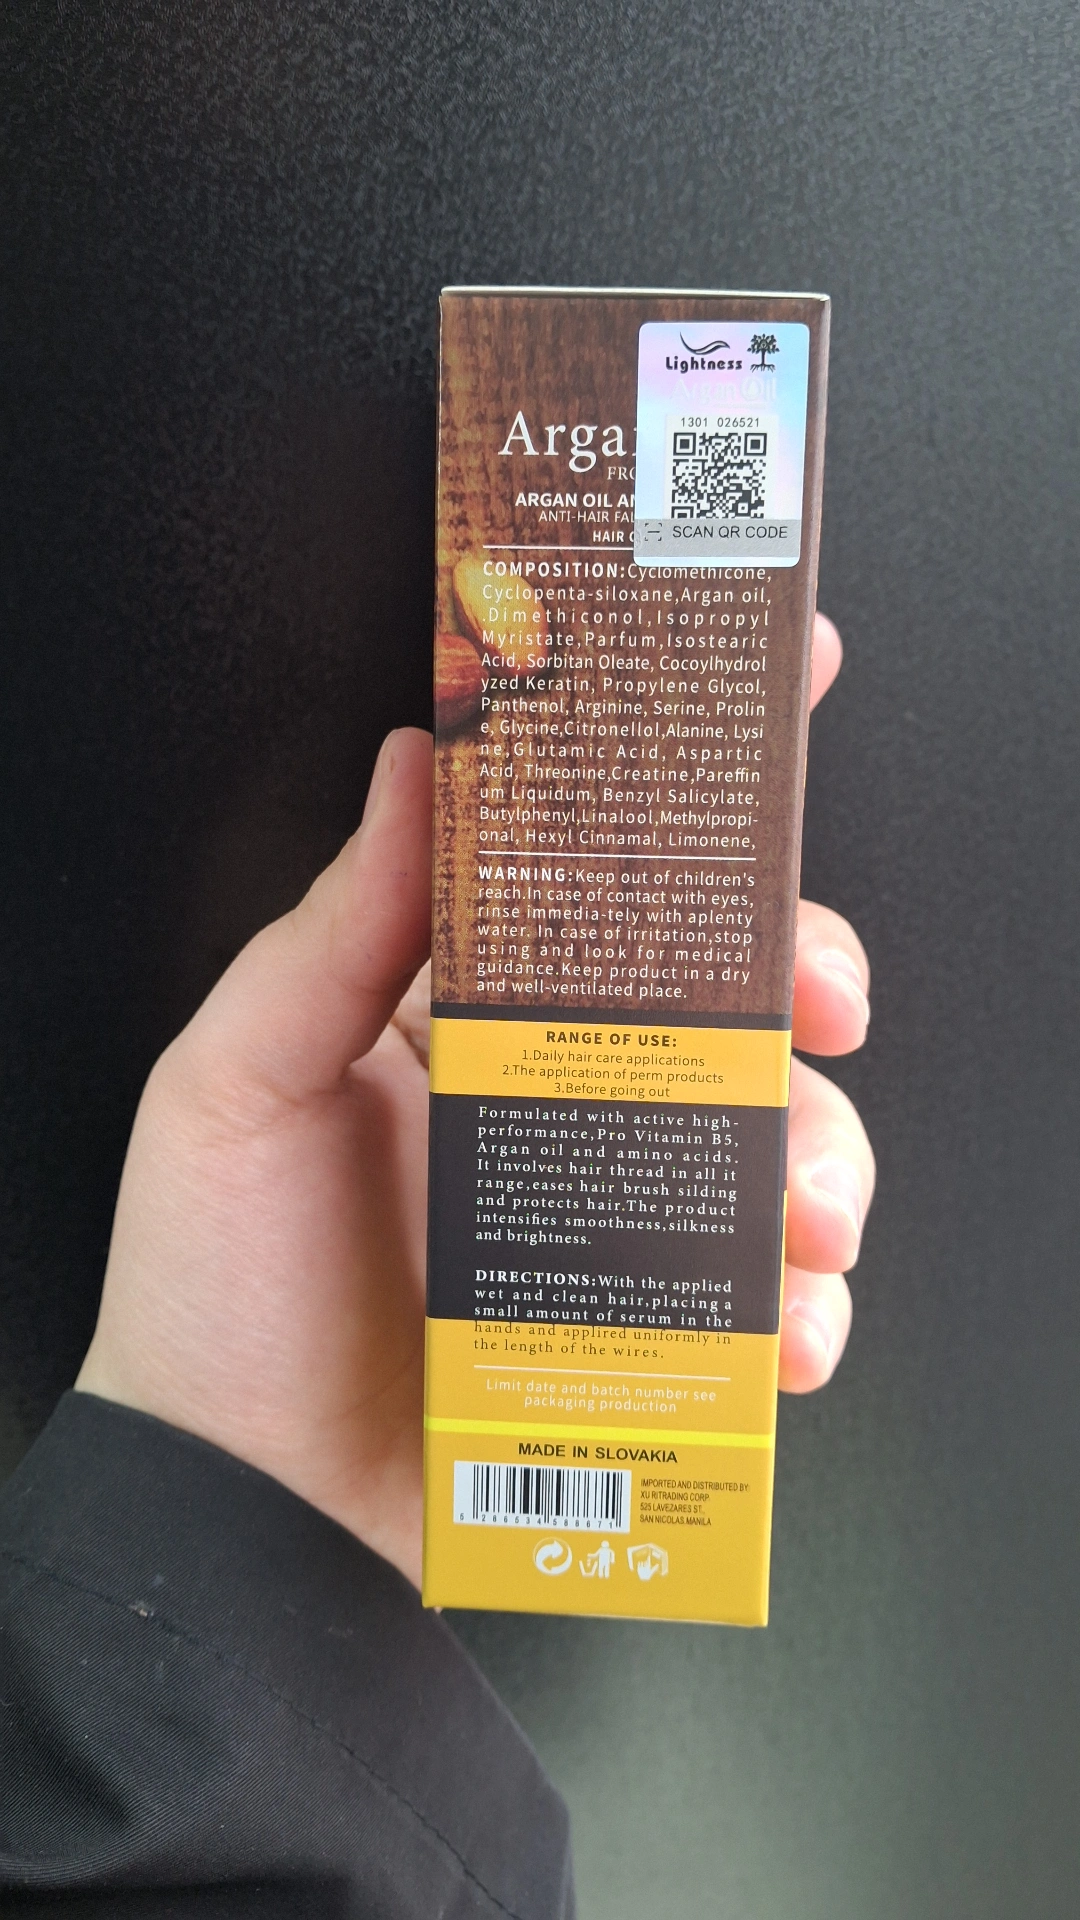 Lightness
Argan Oil
1301 026521
SCAN QR CODE
FRO
ARGAN OIL
ANTI-HAIR
HAIR
COMPOSITION:Cyclomethicone,
Cyclopenta-siloxane,Argan oil,
.Dimethiconol,Isopropyl
Myristate,Parfum,Isostearic
Acid, Sorbitan Oleate, Cocoylhydrol
yzed Keratin, Propylene Glycol,
Panthenol, Arginine, Serine, Prolin
e, Glycine,Citronellol,Alanine, Lysi
ne,Glutamic Acid, Aspartic
Acid, Threonine,Creatine,Pareffin
um Liquidum, Benzyl Salicylate,
Butylphenyl,Linalool,Methylpropi-
onal, Hexyl Cinnamal, Limonene,
WARNING:Keep out of children's
reach.In case of contact with eyes,
rinse immedia-tely with aplenty
water. In case of irritation,stop
using and look for medical
guidance.Keep product in a dry
and well-ventilated place.
RANGE OF USE:
1.Daily hair care applications
2.The application of perm products
3.Before going out
Formulated with active high-
performance,Pro Vitamin B5,
Argan oil and amino acids.
It involves hair thread in all it
range,eases hair brush silding
and protects hair.The product
intensifies smoothness,silkness
and brightness.
DIRECTIONS:With the applied
wet and clean hair,placing a
small amount of serum in the
hands and applired uniformly in
the length of the wires.
Limit date and batch number see
packaging production
MADE IN SLOVAKIA
IMPORTED AND DISTRIBUTED BY:
XU RITRADING CORP.
525 LAVEZARES ST.,
SAN NICOLAS.MANILA
6 286534 588671